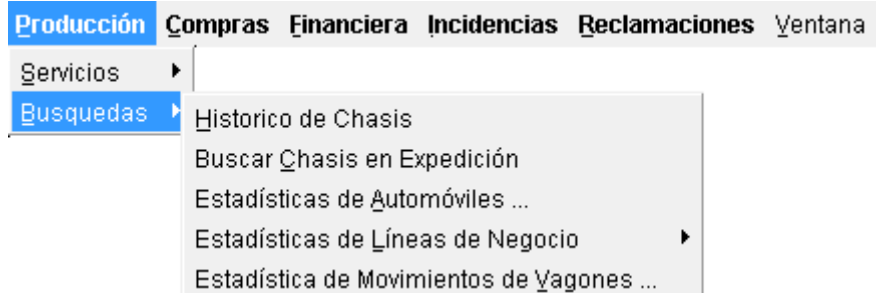 Producción Compras Financiera Incidencias Reclamaciones Ventana
Servicios
Busquedas
Historico de Chasis
Buscar Chasis en Expedición
Estadísticas de Automóviles ...
Estadísticas de Líneas de Negocio
Estadística de Movimientos de Vagones ...